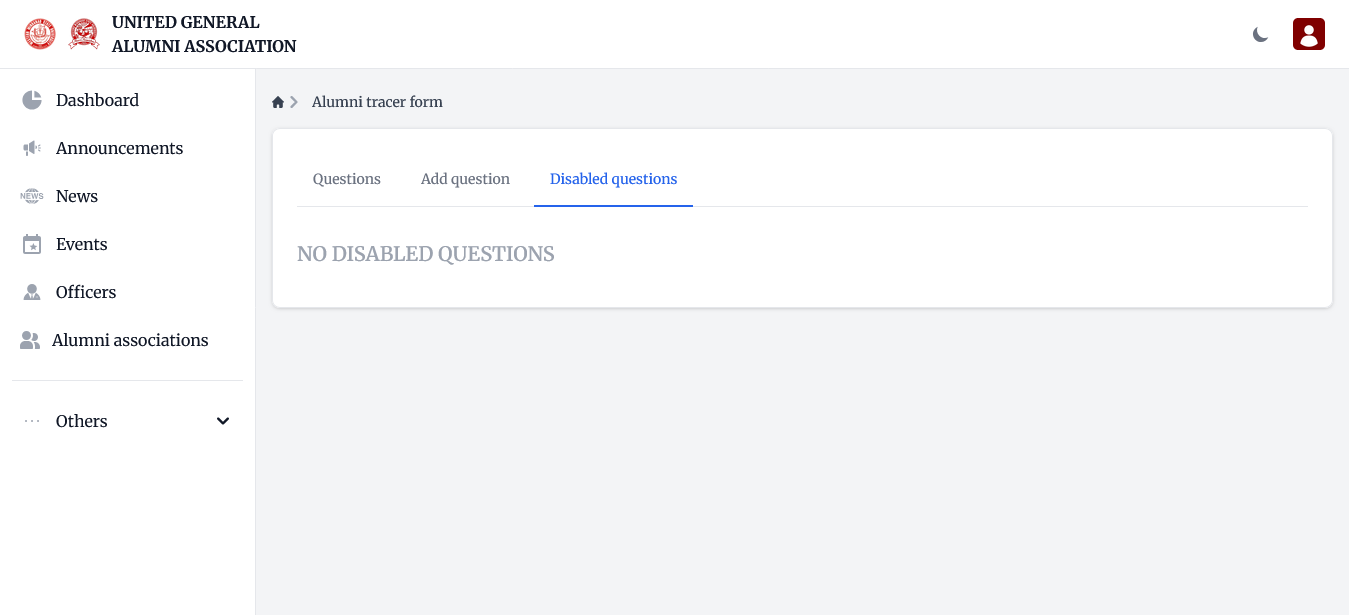 UNITED GENERAL
ALUMNI ASSOCIATION
Dashboard
Announcements
NEWS News
Events
Officers
Alumni associations
Others
Alumni tracer form
Questions Add question Disabled questions
NO DISABLED QUESTIONS